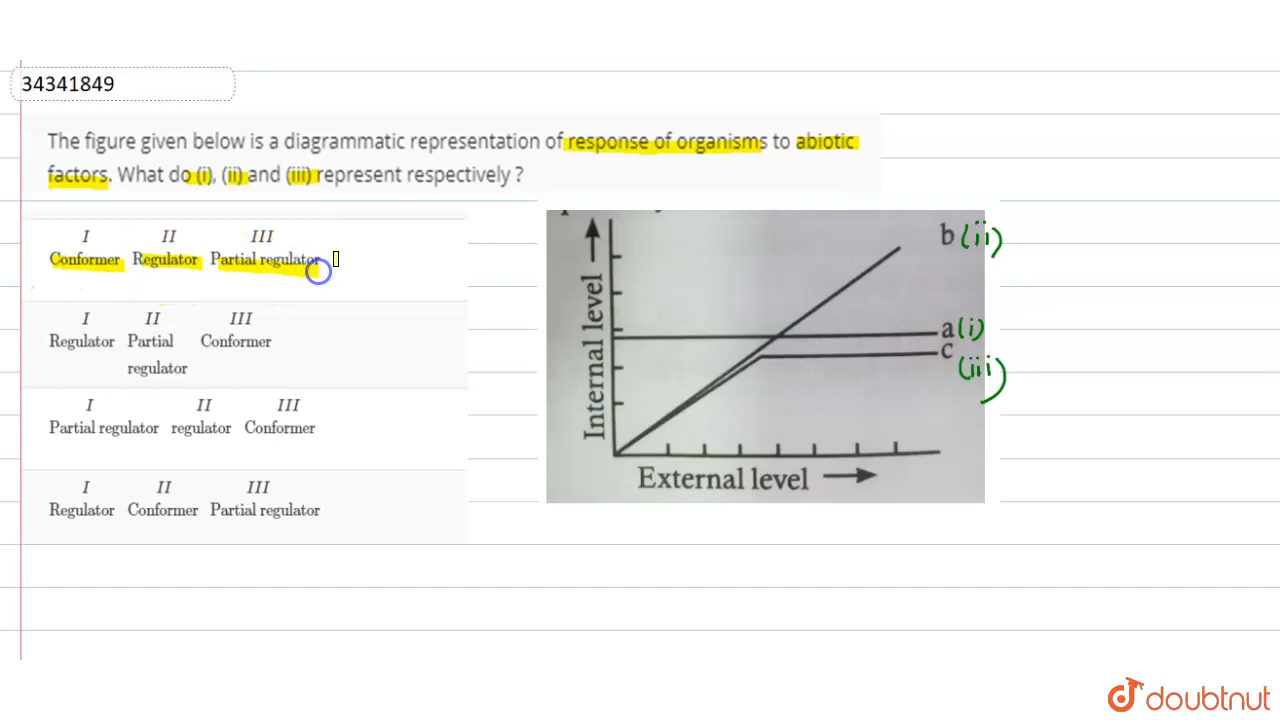 34341849
The figure given below is a diagrammatic representation of response of organisms to abiotic
factors. What do (i), (ii) and (iii) represent respectively ?
I II III
Conformer Regulator Partial regulator
I II III
Regulator Partial Conformer
regulator
I II III
Partial regulator regulator Conformer
I II III
Regulator Conformer Partial regulator
b (ii)
a (i)
c
(iii)
Internal level
External level
doubtnut